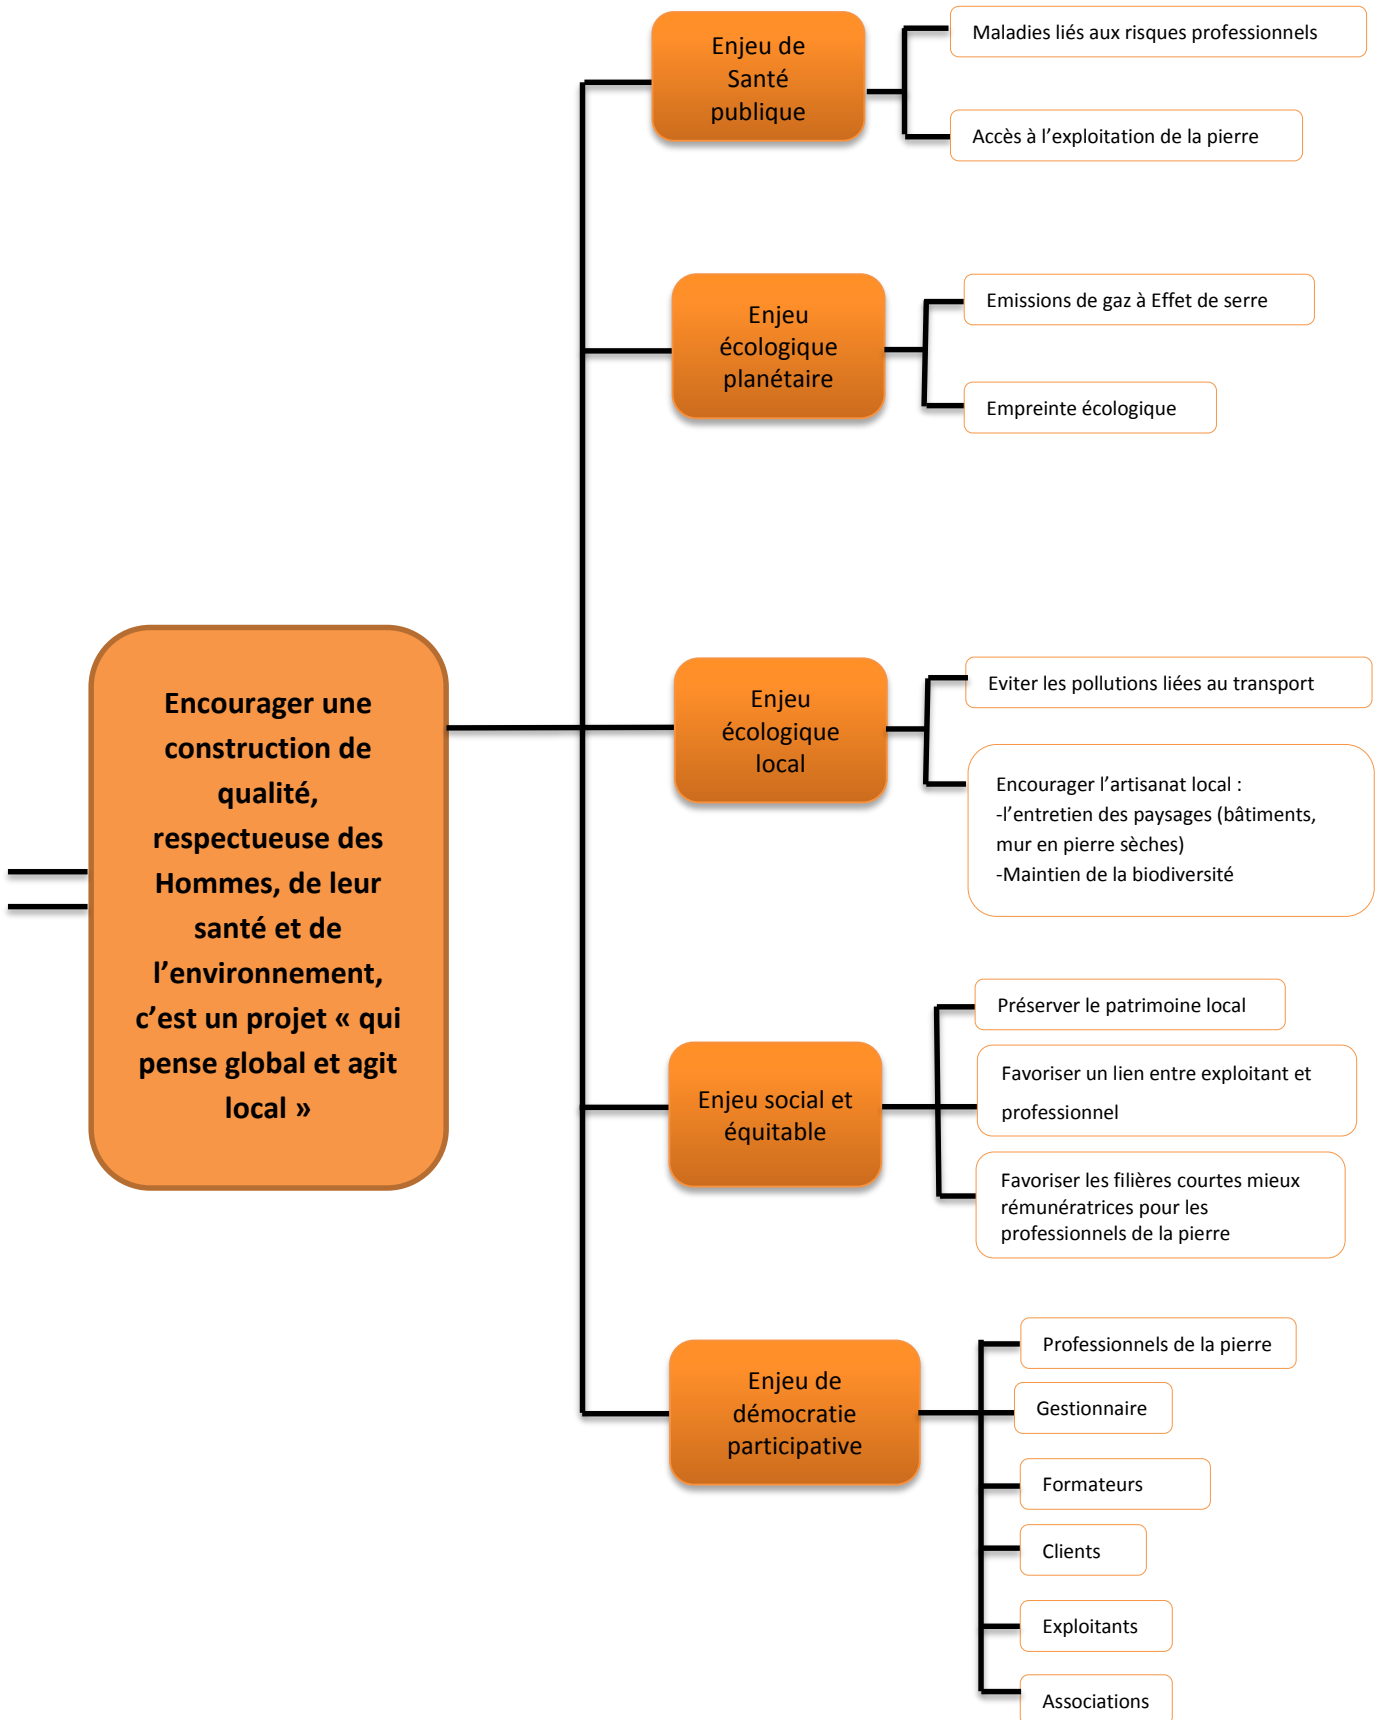 Encourager une
construction de
qualité,
respectueuse des
Hommes, de leur
santé et de
l'environnement,
c'est un projet « qui
pense global et agit
local »
Enjeu de
Santé
publique
Maladies liés aux risques professionnels
Accès à l'exploitation de la pierre
Enjeu
écologique
planétaire
Emissions de gaz à Effet de serre
Empreinte écologique
Enjeu
écologique
local
Eviter les pollutions liées au transport
Encourager l'artisanat local :
-l'entretien des paysages (bâtiments,
mur en pierre sèches)
-Maintien de la biodiversité
Enjeu social et
équitable
Préserver le patrimoine local
Favoriser un lien entre exploitant et
professionnel
Favoriser les filières courtes mieux
rémunératrices pour les
professionnels de la pierre
Enjeu de
démocratie
participative
Professionnels de la pierre
Gestionnaire
Formateurs
Clients
Exploitants
Associations